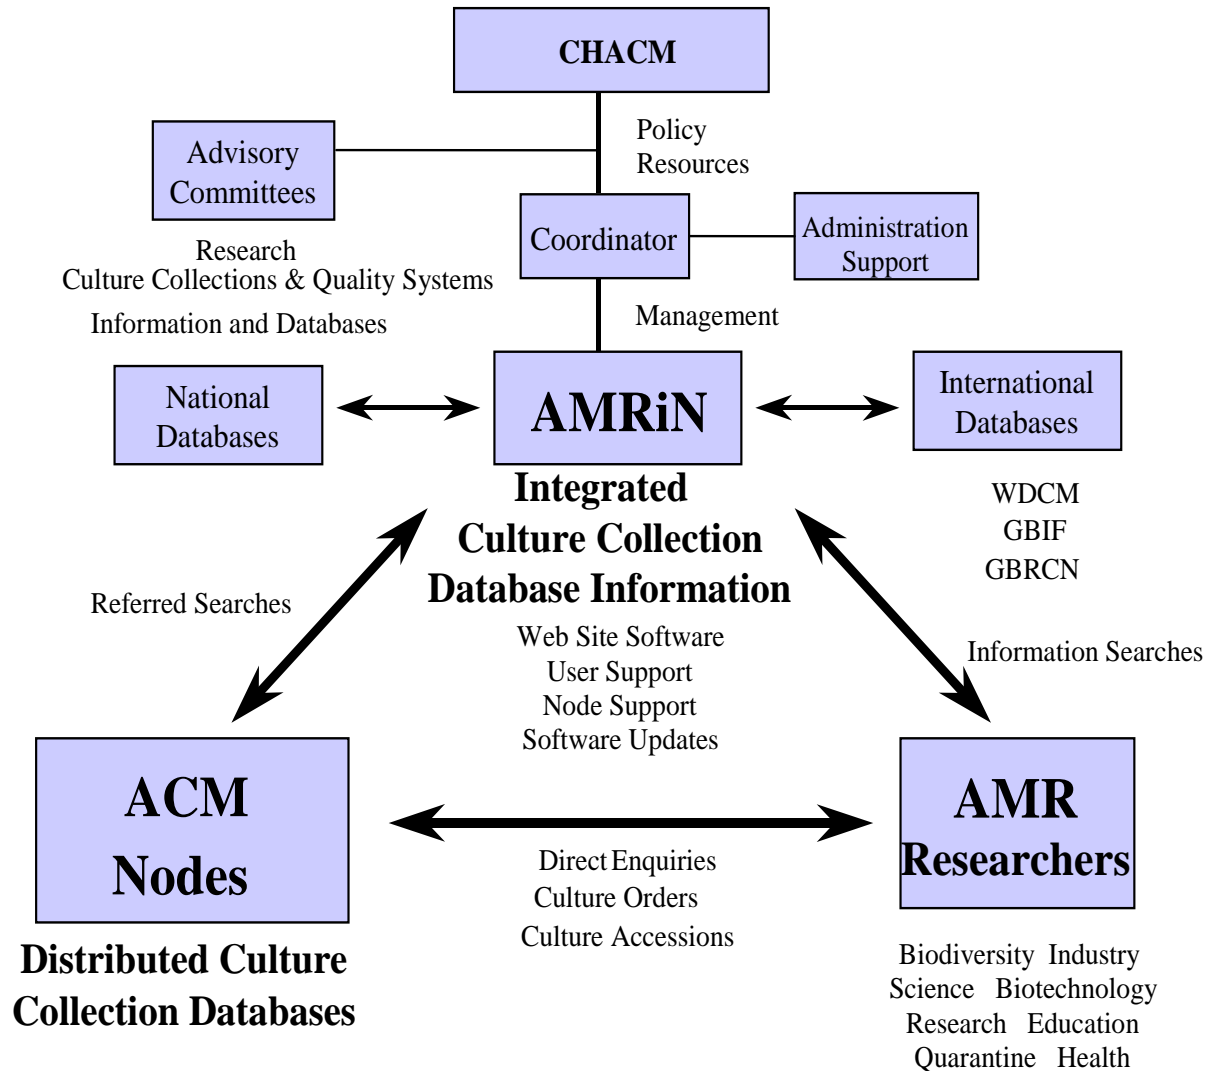 CHACM
Policy
Resources
Advisory
Committees
Coordinator
Administration
Support
Research
Culture Collections & Quality Systems
Information and Databases
Management
National
Databases
AMRiN
International
Databases
Integrated
Culture Collection
Database Information
WDCM
GBIF
GBRCN
Referred Searches
Web Site Software
User Support
Node Support
Software Updates
Information Searches
ACM
Nodes
AMR
Researchers
Direct Enquiries
Culture Orders
Culture Accessions
Distributed Culture
Collection Databases
Biodiversity Industry
Science Biotechnology
Research Education
Quarantine Health